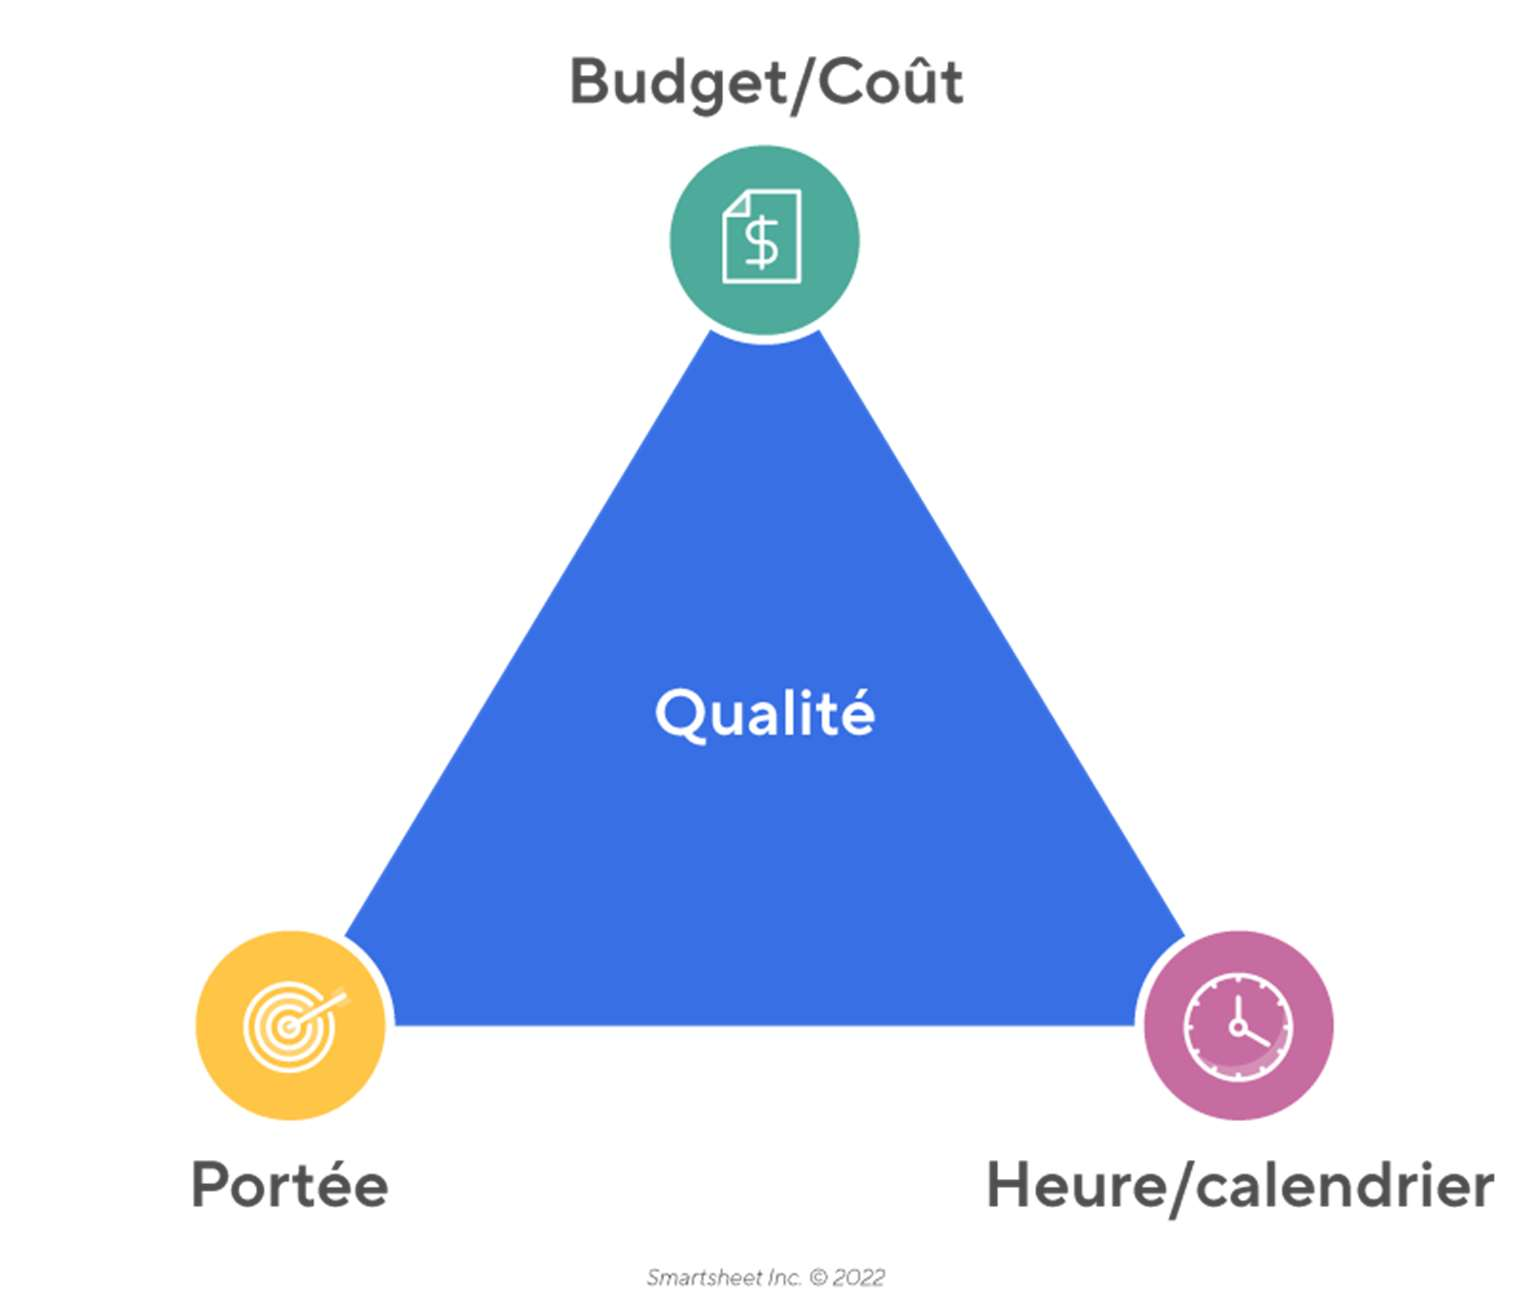 Budget/Coût
$
Qualité
Portée
Heure/calendrier
Smartsheet Inc. © 2022